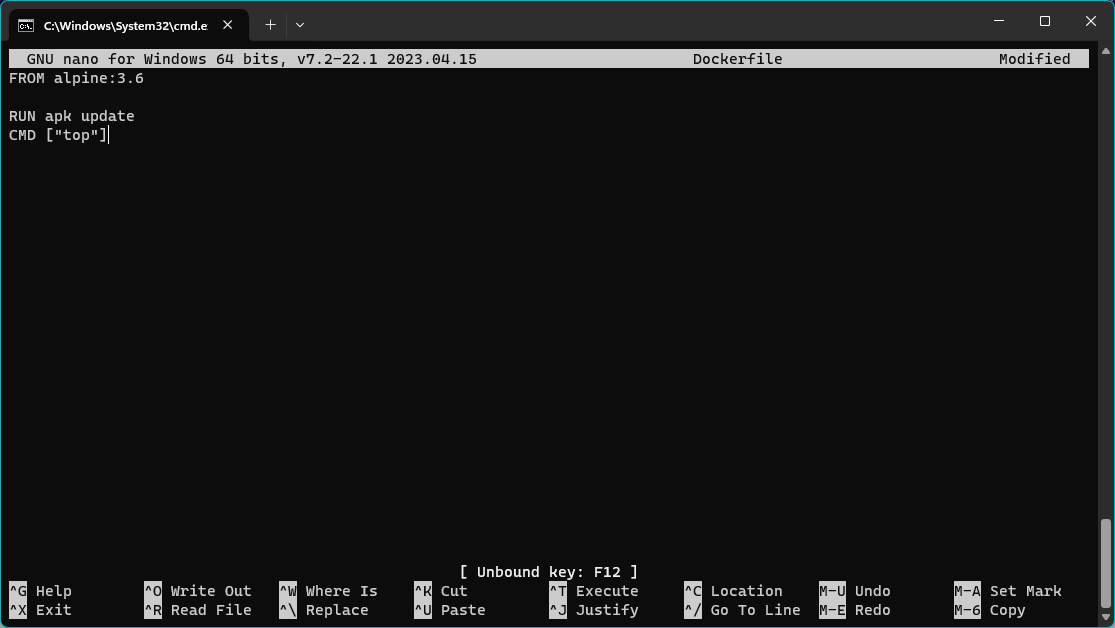 C:\Windows\System32\cmd.e
GNU nano for Windows 64 bits, v7.2-22.1 2023.04.15 Dockerfile Modified
FROM alpine:3.6
RUN apk update
CMD ["top"]
[ Unbound key: F12 ]
^G Help ^O Write Out ^W Where Is ^K Cut ^T Execute ^C Location M-U Undo M-A Set Mark
^X Exit ^R Read File ^\ Replace ^U Paste ^J Justify ^/ Go To Line M-E Redo M-6 Copy